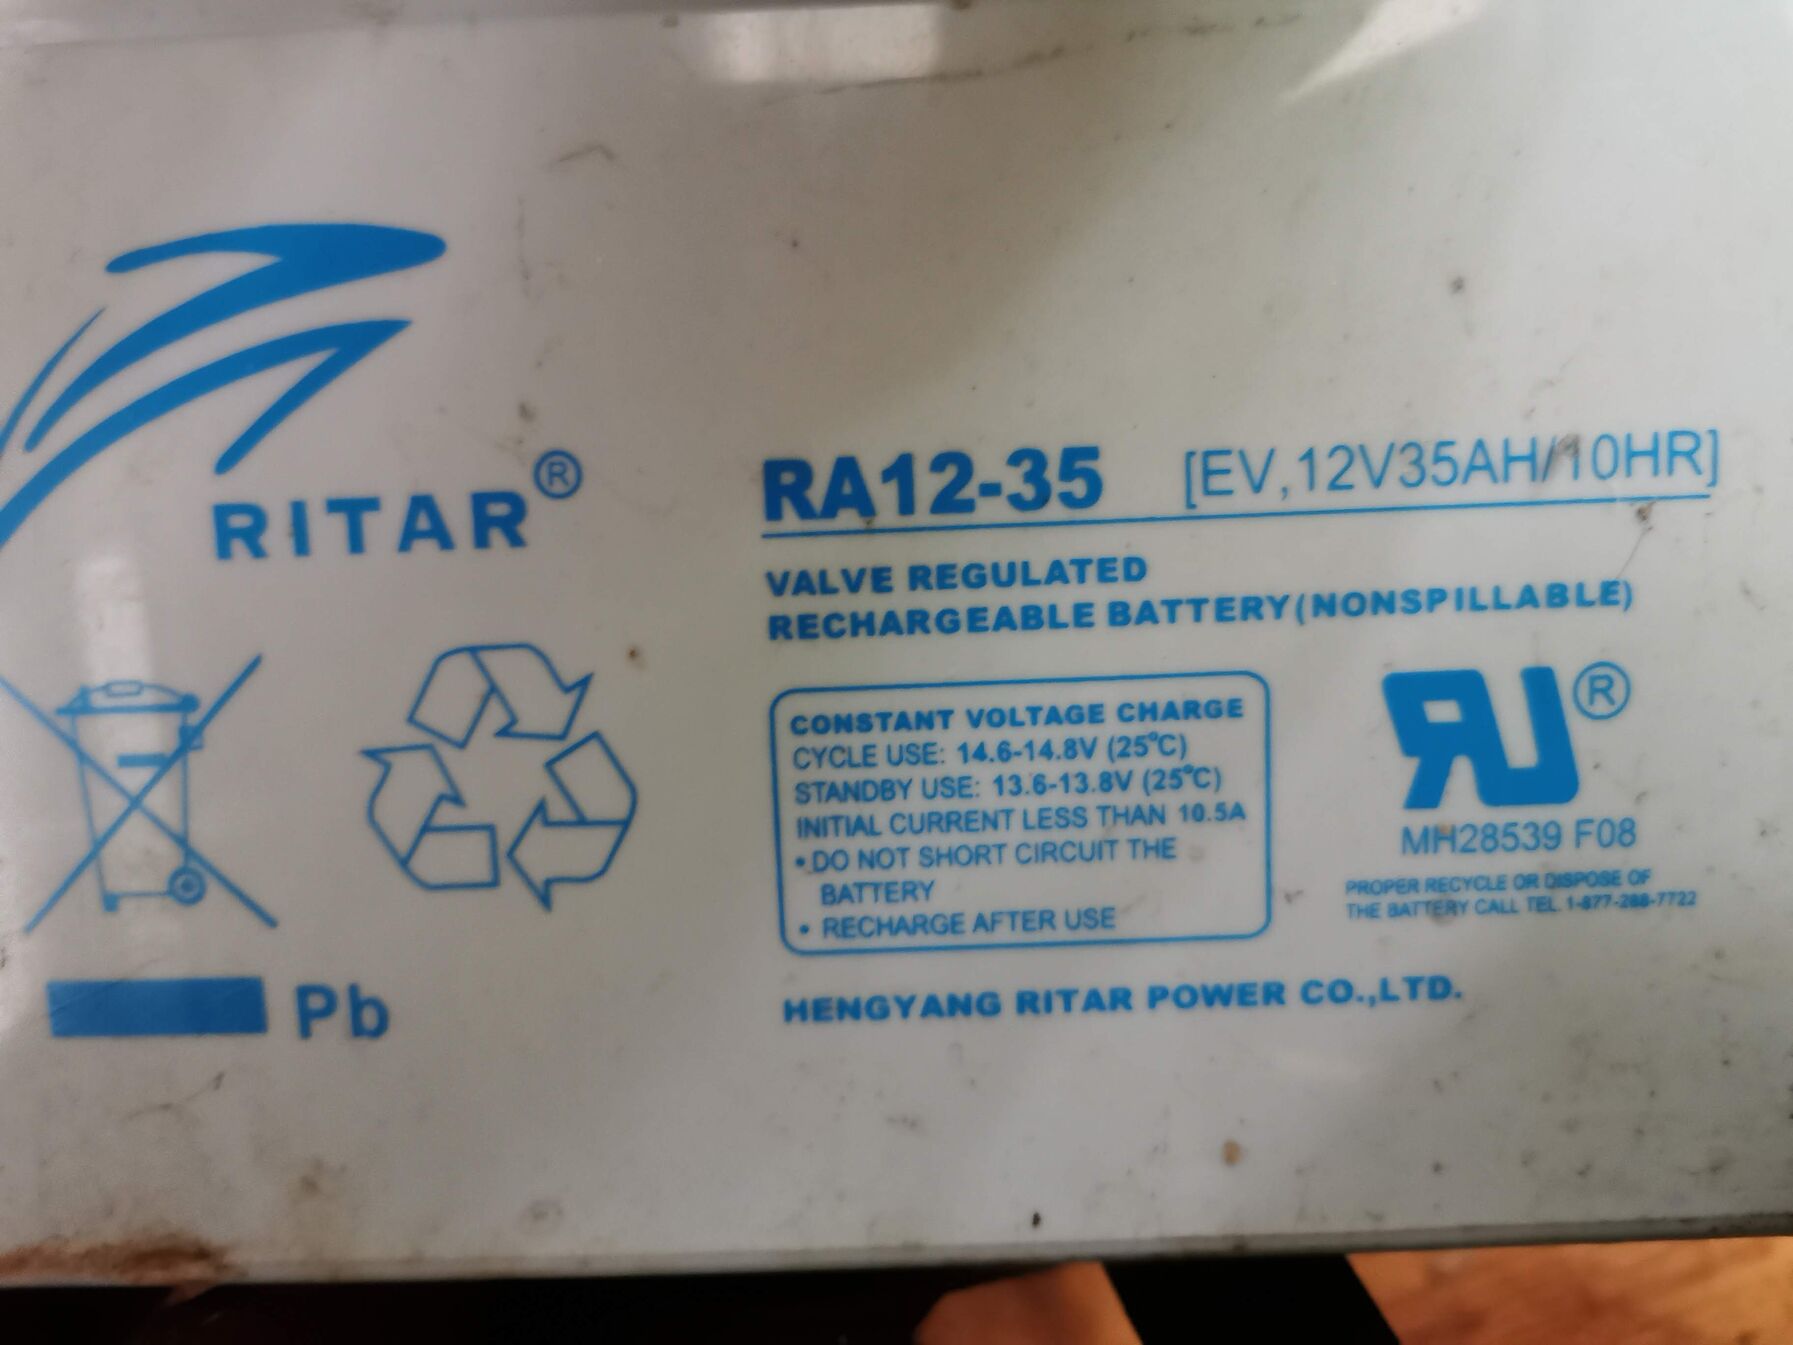 RITAR®
RA12-35 [EV,12V35AH/10HR]
VALVE REGULATED
RECHARGEABLE BATTERY(NONSPILLABLE)
CONSTANT VOLTAGE CHARGE
CYCLE USE: 14.6-14.8V (25℃)
STANDBY USE: 13.6-13.8V (25℃)
INITIAL CURRENT LESS THAN 10.5A
•DO NOT SHORT CIRCUIT THE
BATTERY
• RECHARGE AFTER USE
RU®
MH28539 F08
PROPER RECYCLE OR DISPOSE OF
THE BATTERY CALL TEL. 1-877-288-7722
Pb
HENGYANG RITAR POWER CO.,LTD.